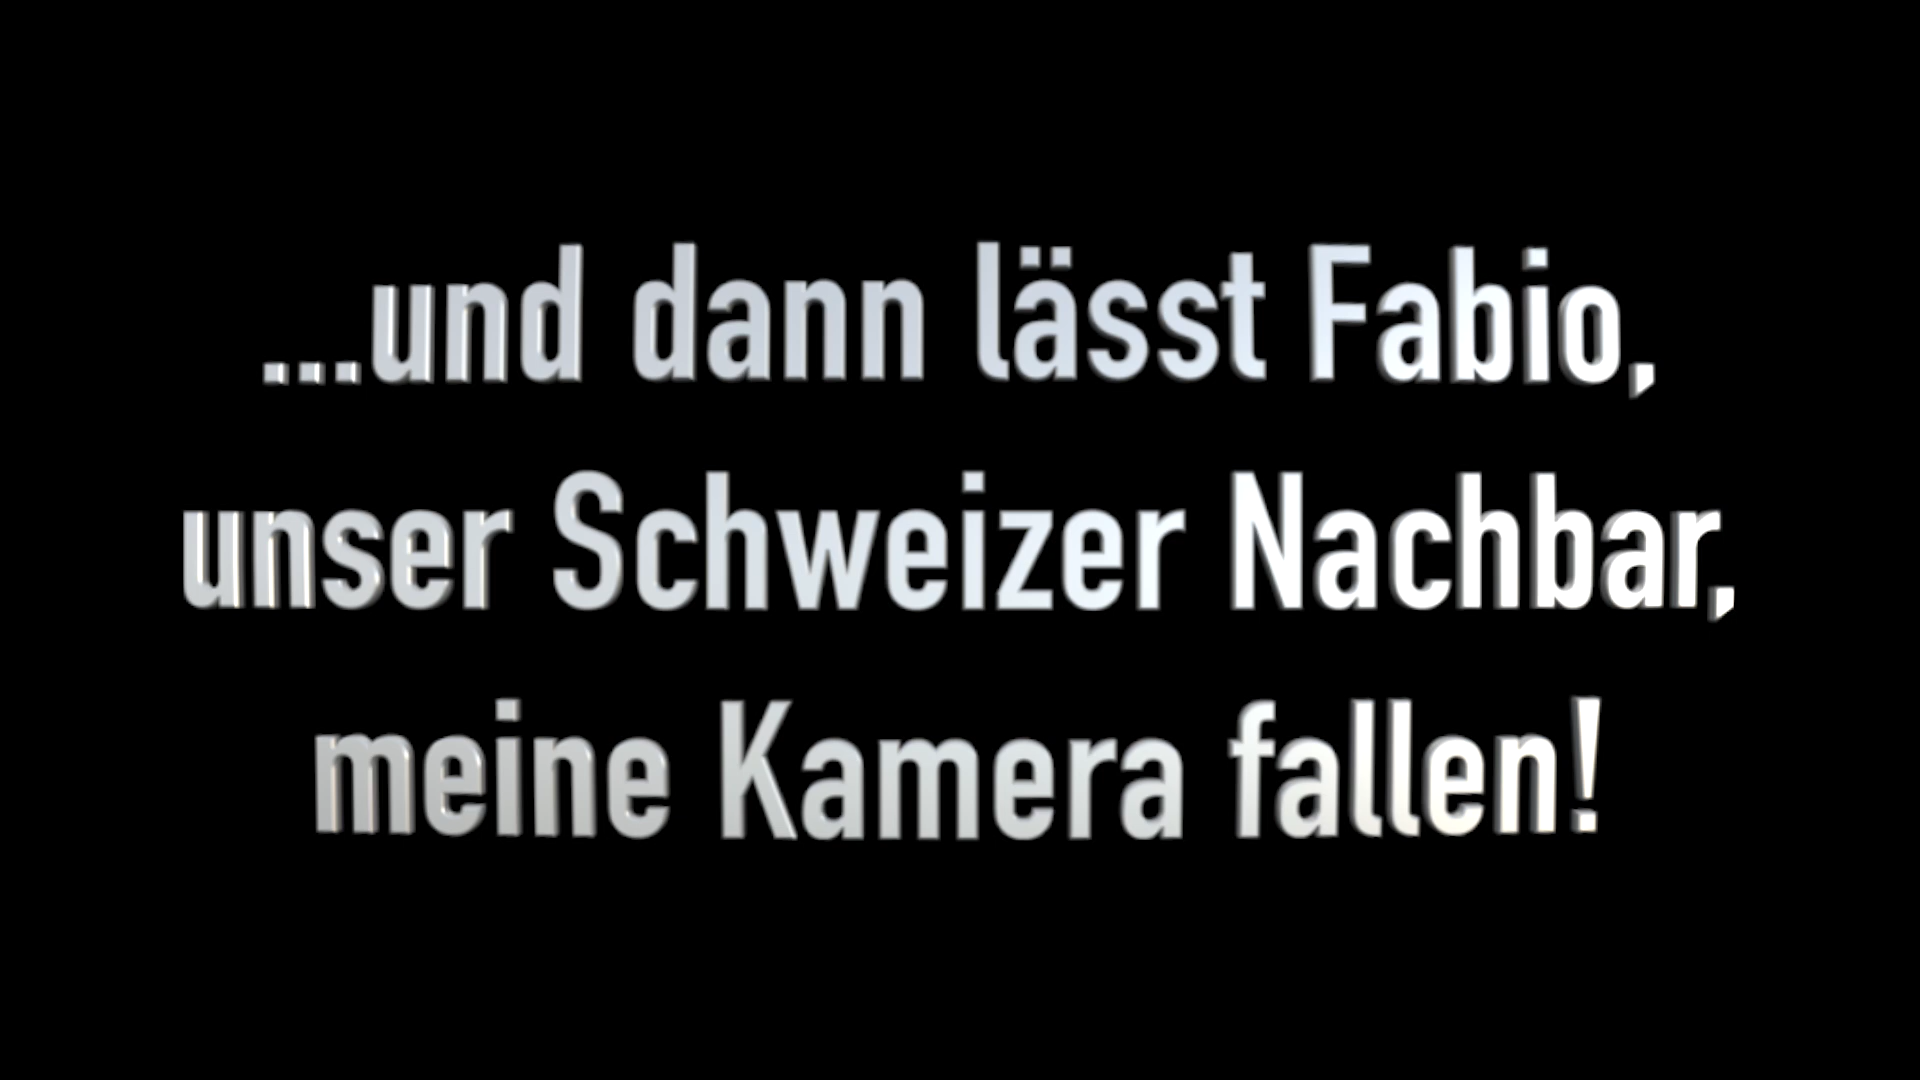 ...und dann lässt Fabio,
unser Schweizer Nachbar,
meine Kamera fallen!